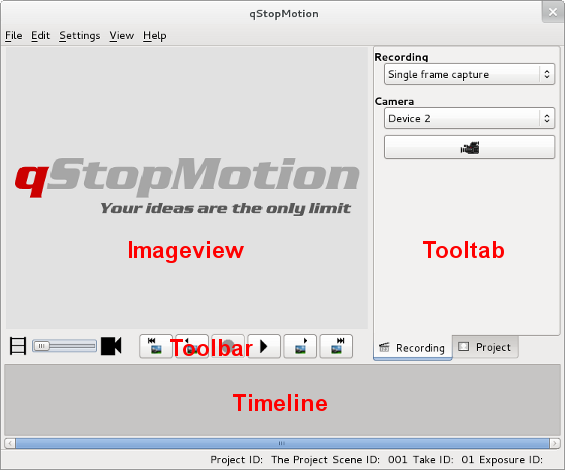 qStopMotion
File Edit Settings View Help
Recording
Single frame capture
Camera
Device 2
qStopMotion
Your ideas are the only limit
Imageview
Tooltab
Toolbar
Recording Project
Timeline
Project ID: The Project Scene ID: 001 Take ID: 01 Exposure ID: